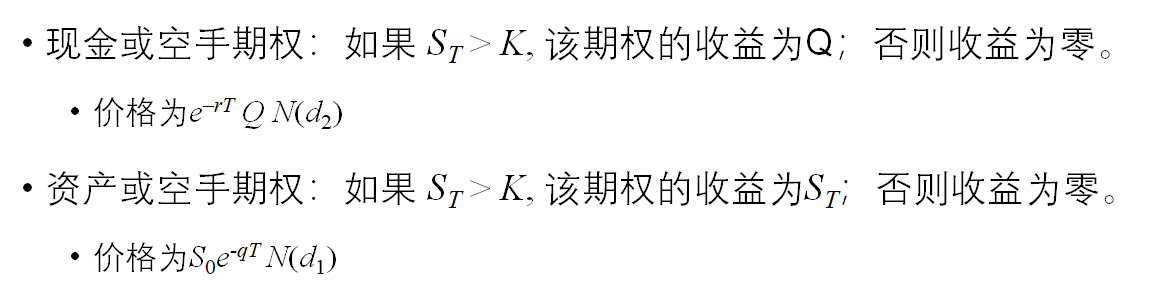 • 现金或空手期权：如果 S_T > K, 该期权的收益为Q；否则收益为零。
• 价格为e^{–rT} Q N(d_2)
• 资产或空手期权：如果 S_T > K, 该期权的收益为S_T; 否则收益为零。
• 价格为S_0e^{-qT} N(d_1)